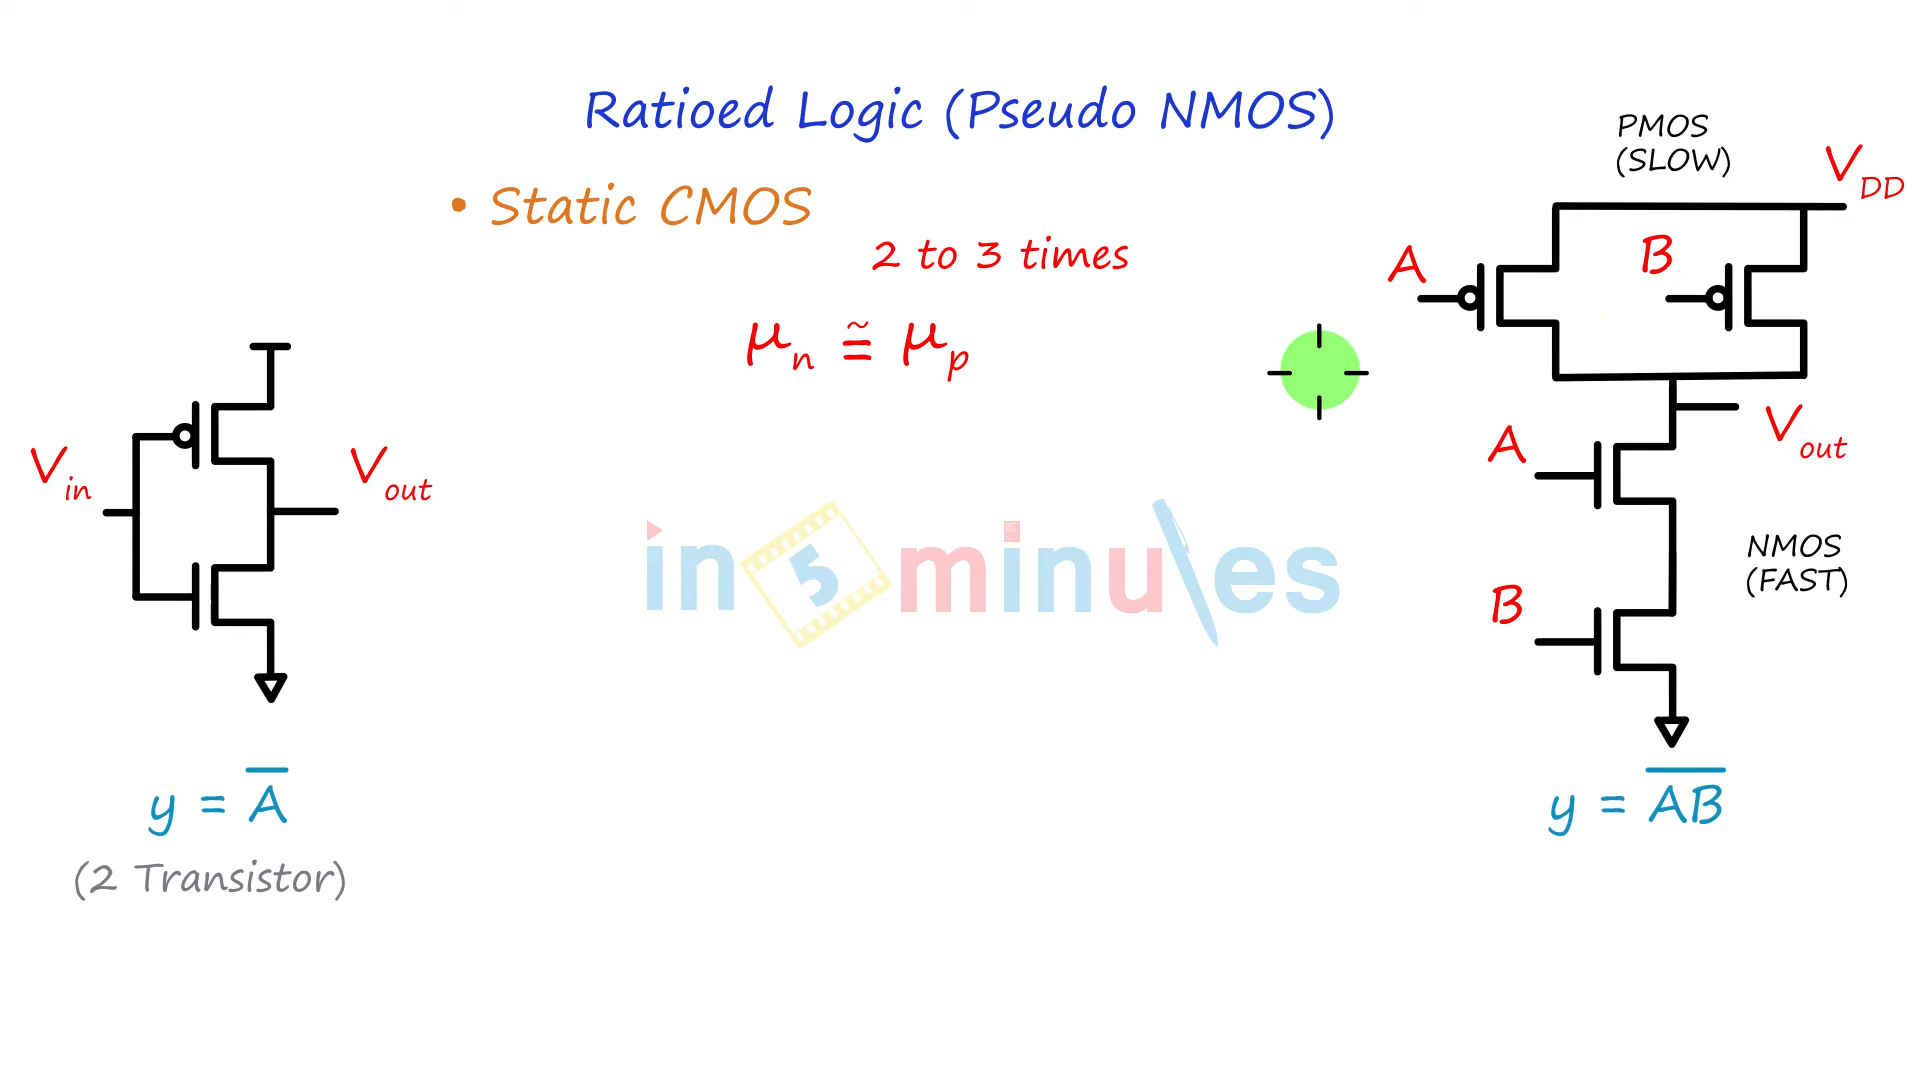 Ratioed Logic (Pseudo NMOS)
• Static CMOS
2 to 3 times
μn ≅ μp
Vin
Vout
y = A̅
(2 Transistor)
PMOS
(SLOW)
VDD
A
B
Vout
A
NMOS
(FAST)
B
y = A̅B̅
in 5 minutes